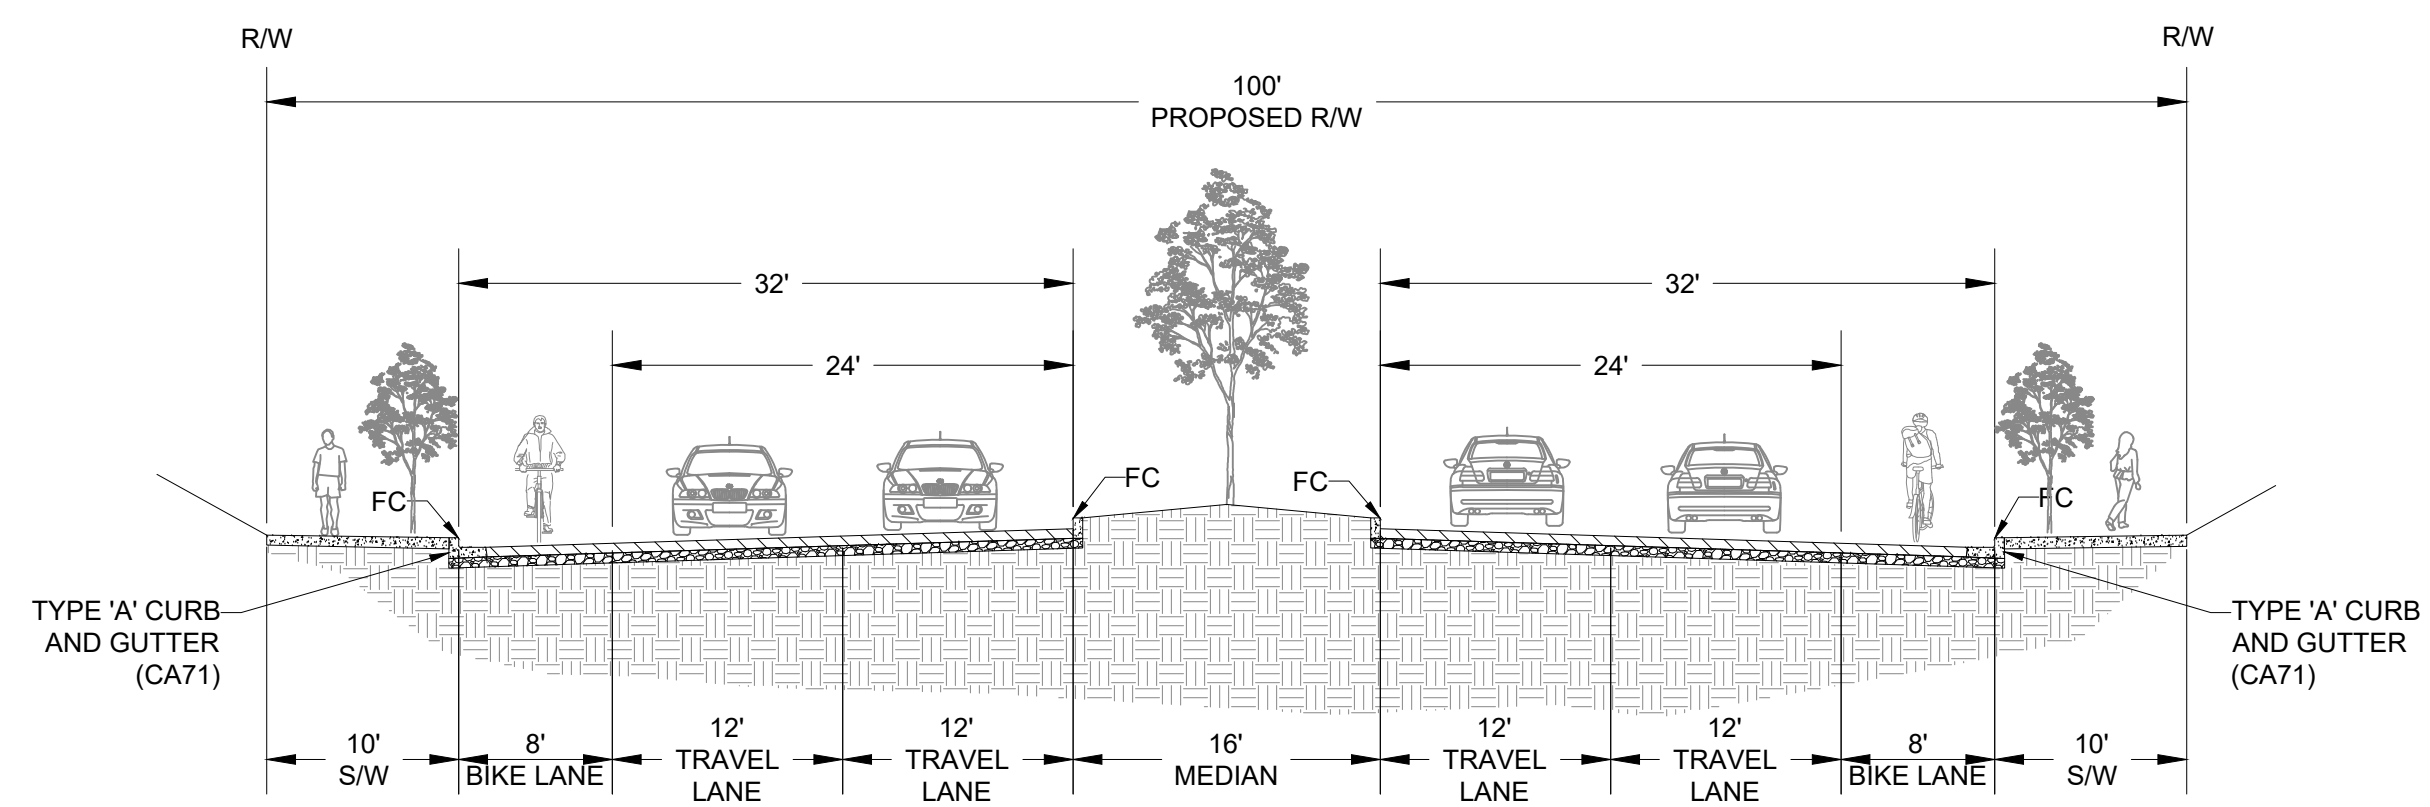 R/W
R/W
100'
PROPOSED R/W
32'
32'
24'
24'
FC
FC
FC
FC
TYPE 'A' CURB
AND GUTTER
(CA71)
TYPE 'A' CURB
AND GUTTER
(CA71)
10'
S/W
8'
BIKE LANE
12'
TRAVEL
LANE
12'
TRAVEL
LANE
16'
MEDIAN
12'
TRAVEL
LANE
12'
TRAVEL
LANE
8'
BIKE LANE
10'
S/W